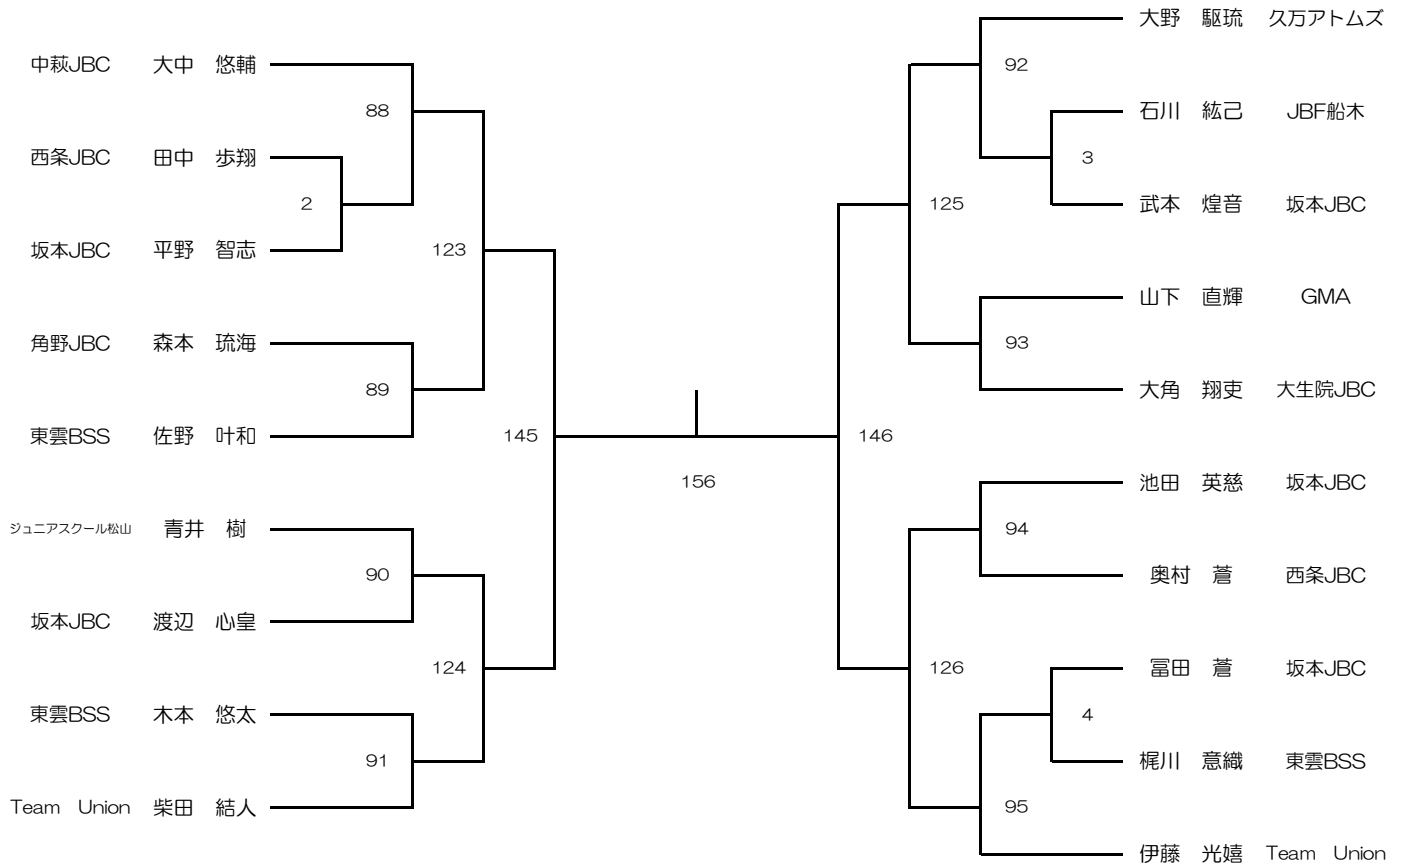 大野　駆琉　久万アトムズ
中萩JBC　大中　悠輔
92
88
石川　紘己　JBF船木
西条JBC　田中　歩翔
3
2
125
武本　煌音　坂本JBC
坂本JBC　平野　智志
123
山下　直輝　GMA
角野JBC　森本　琉海
93
89
大角　翔吏　大生院JBC
東雲BSS　佐野　叶和
145
146
156
池田　英慈　坂本JBC
ジュニアスクール松山　青井　樹
94
90
奥村　蒼　西条JBC
坂本JBC　渡辺　心皇
124
126
冨田　蒼　坂本JBC
東雲BSS　木本　悠太
4
91
梶川　意織　東雲BSS
Team　Union　柴田　結人
95
伊藤　光嬉　Team　Union